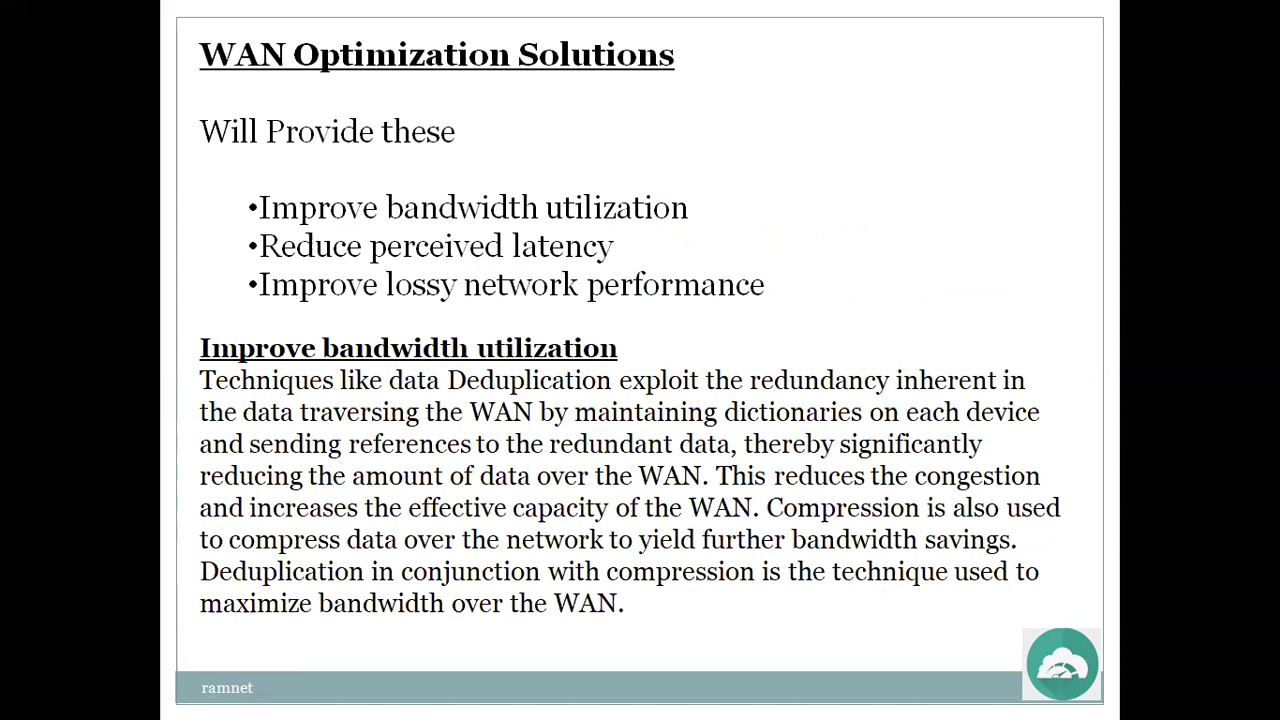 WAN Optimization Solutions
Will Provide these
•Improve bandwidth utilization
•Reduce perceived latency
•Improve lossy network performance
Improve bandwidth utilization
Techniques like data Deduplication exploit the redundancy inherent in
the data traversing the WAN by maintaining dictionaries on each device
and sending references to the redundant data, thereby significantly
reducing the amount of data over the WAN. This reduces the congestion
and increases the effective capacity of the WAN. Compression is also used
to compress data over the network to yield further bandwidth savings.
Deduplication in conjunction with compression is the technique used to
maximize bandwidth over the WAN.
ramnet